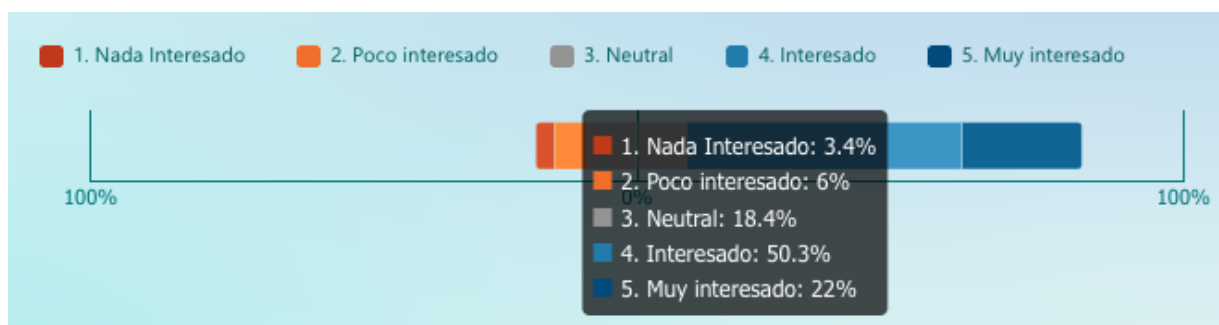 1. Nada Interesado 2. Poco interesado 3. Neutral 4. Interesado 5. Muy interesado
1. Nada Interesado: 3.4%
2. Poco interesado: 6%
100% 0% 100%
3. Neutral: 18.4%
4. Interesado: 50.3%
5. Muy interesado: 22%